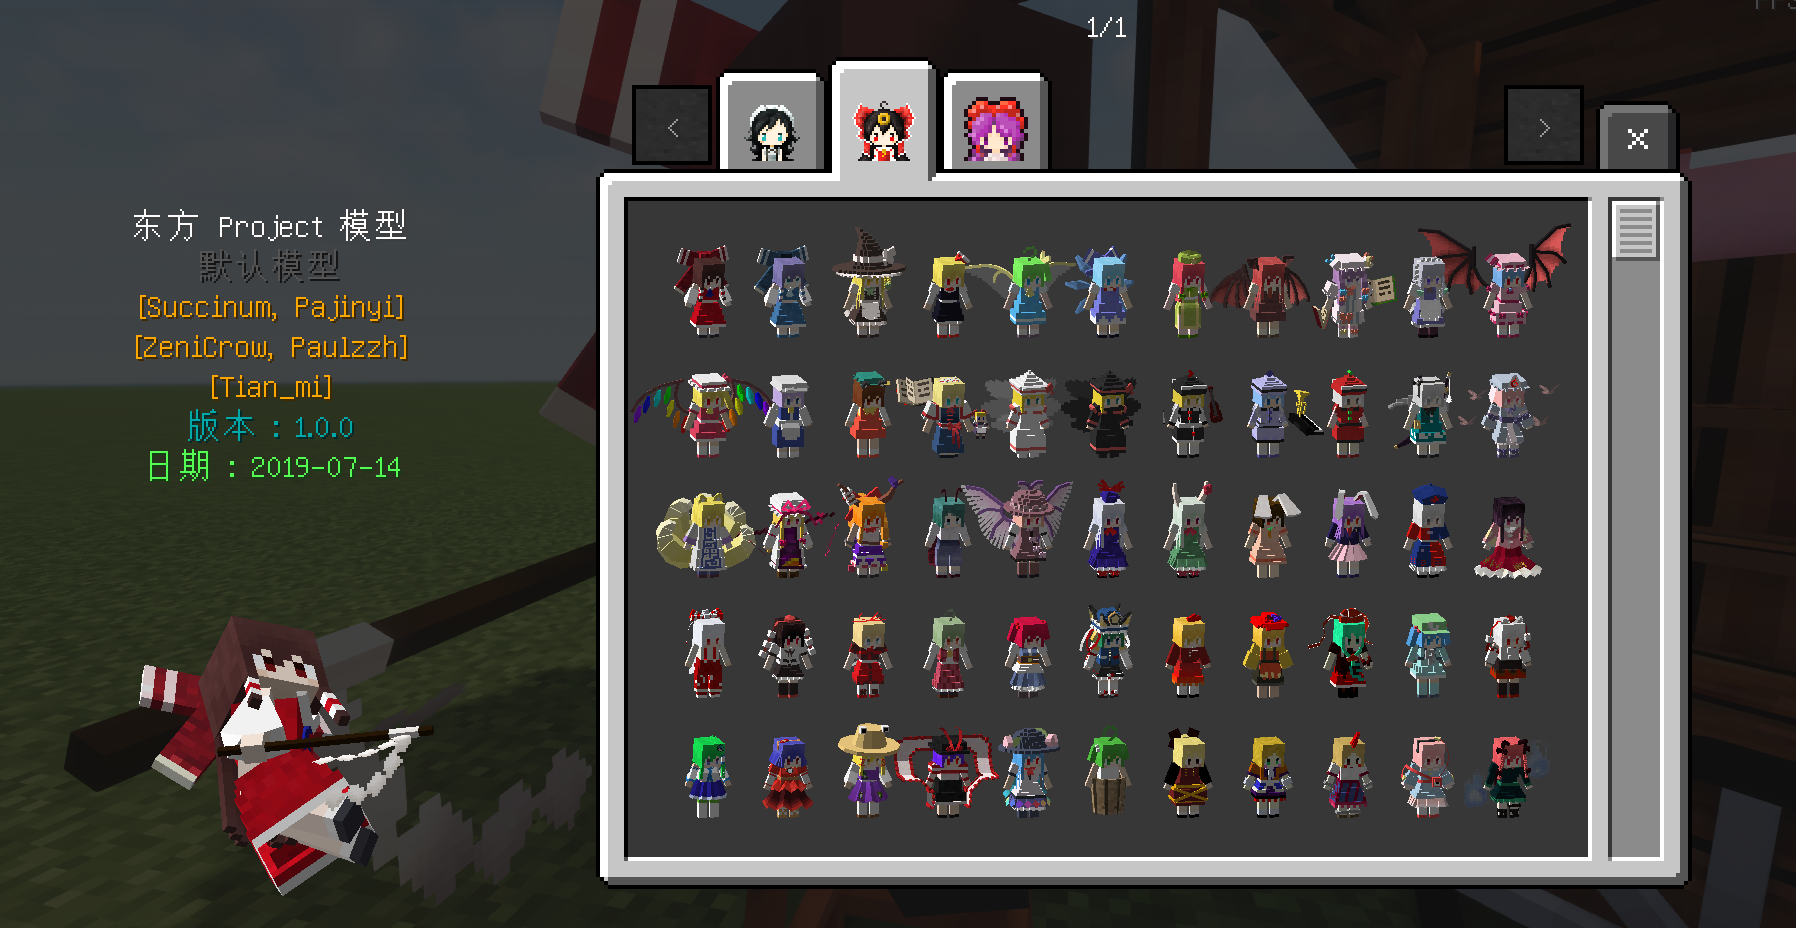 1/1
东方 Project 模型
默认模型
[Succinum, Pajinyi]
[ZeniCrow, Paulzzh]
[Tian_mi]
版本 : 1.0.0
日期 : 2019-07-14